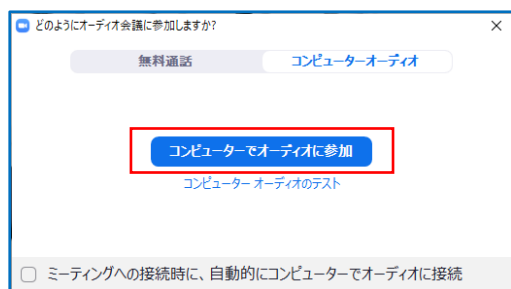 どのようにオーディオ会議に参加しますか?
無料通話
コンピューターオーディオ
コンピューターでオーディオに参加
コンピューター オーディオのテスト
ミーティングへの接続時に、自動的にコンピューターでオーディオに接続